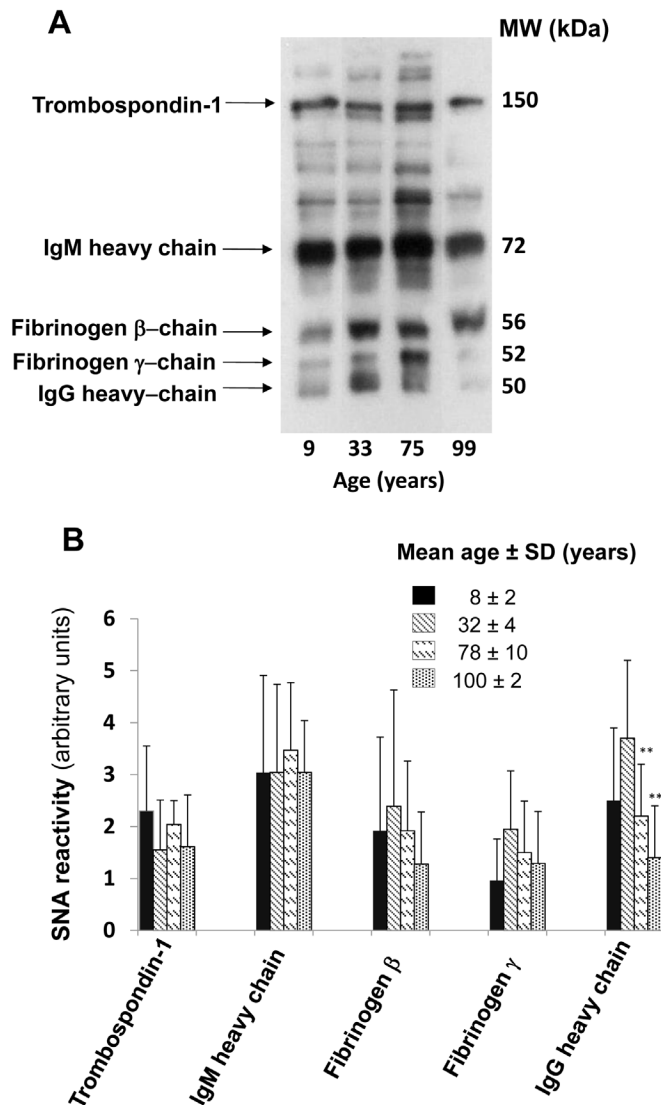 A
MW (kDa)
Trombospondin-1
150
IgM heavy chain
72
Fibrinogen β–chain
56
Fibrinogen γ–chain
52
IgG heavy–chain
50
9 33 75 99
Age (years)
B
Mean age ± SD (years)
8 ± 2
32 ± 4
78 ± 10
100 ± 2
SNA reactivity (arbitrary units)
6
5
4
3
2
1
0
**
**
Trombospondin-1
IgM heavy chain
Fibrinogen β
Fibrinogen γ
IgG heavy chain